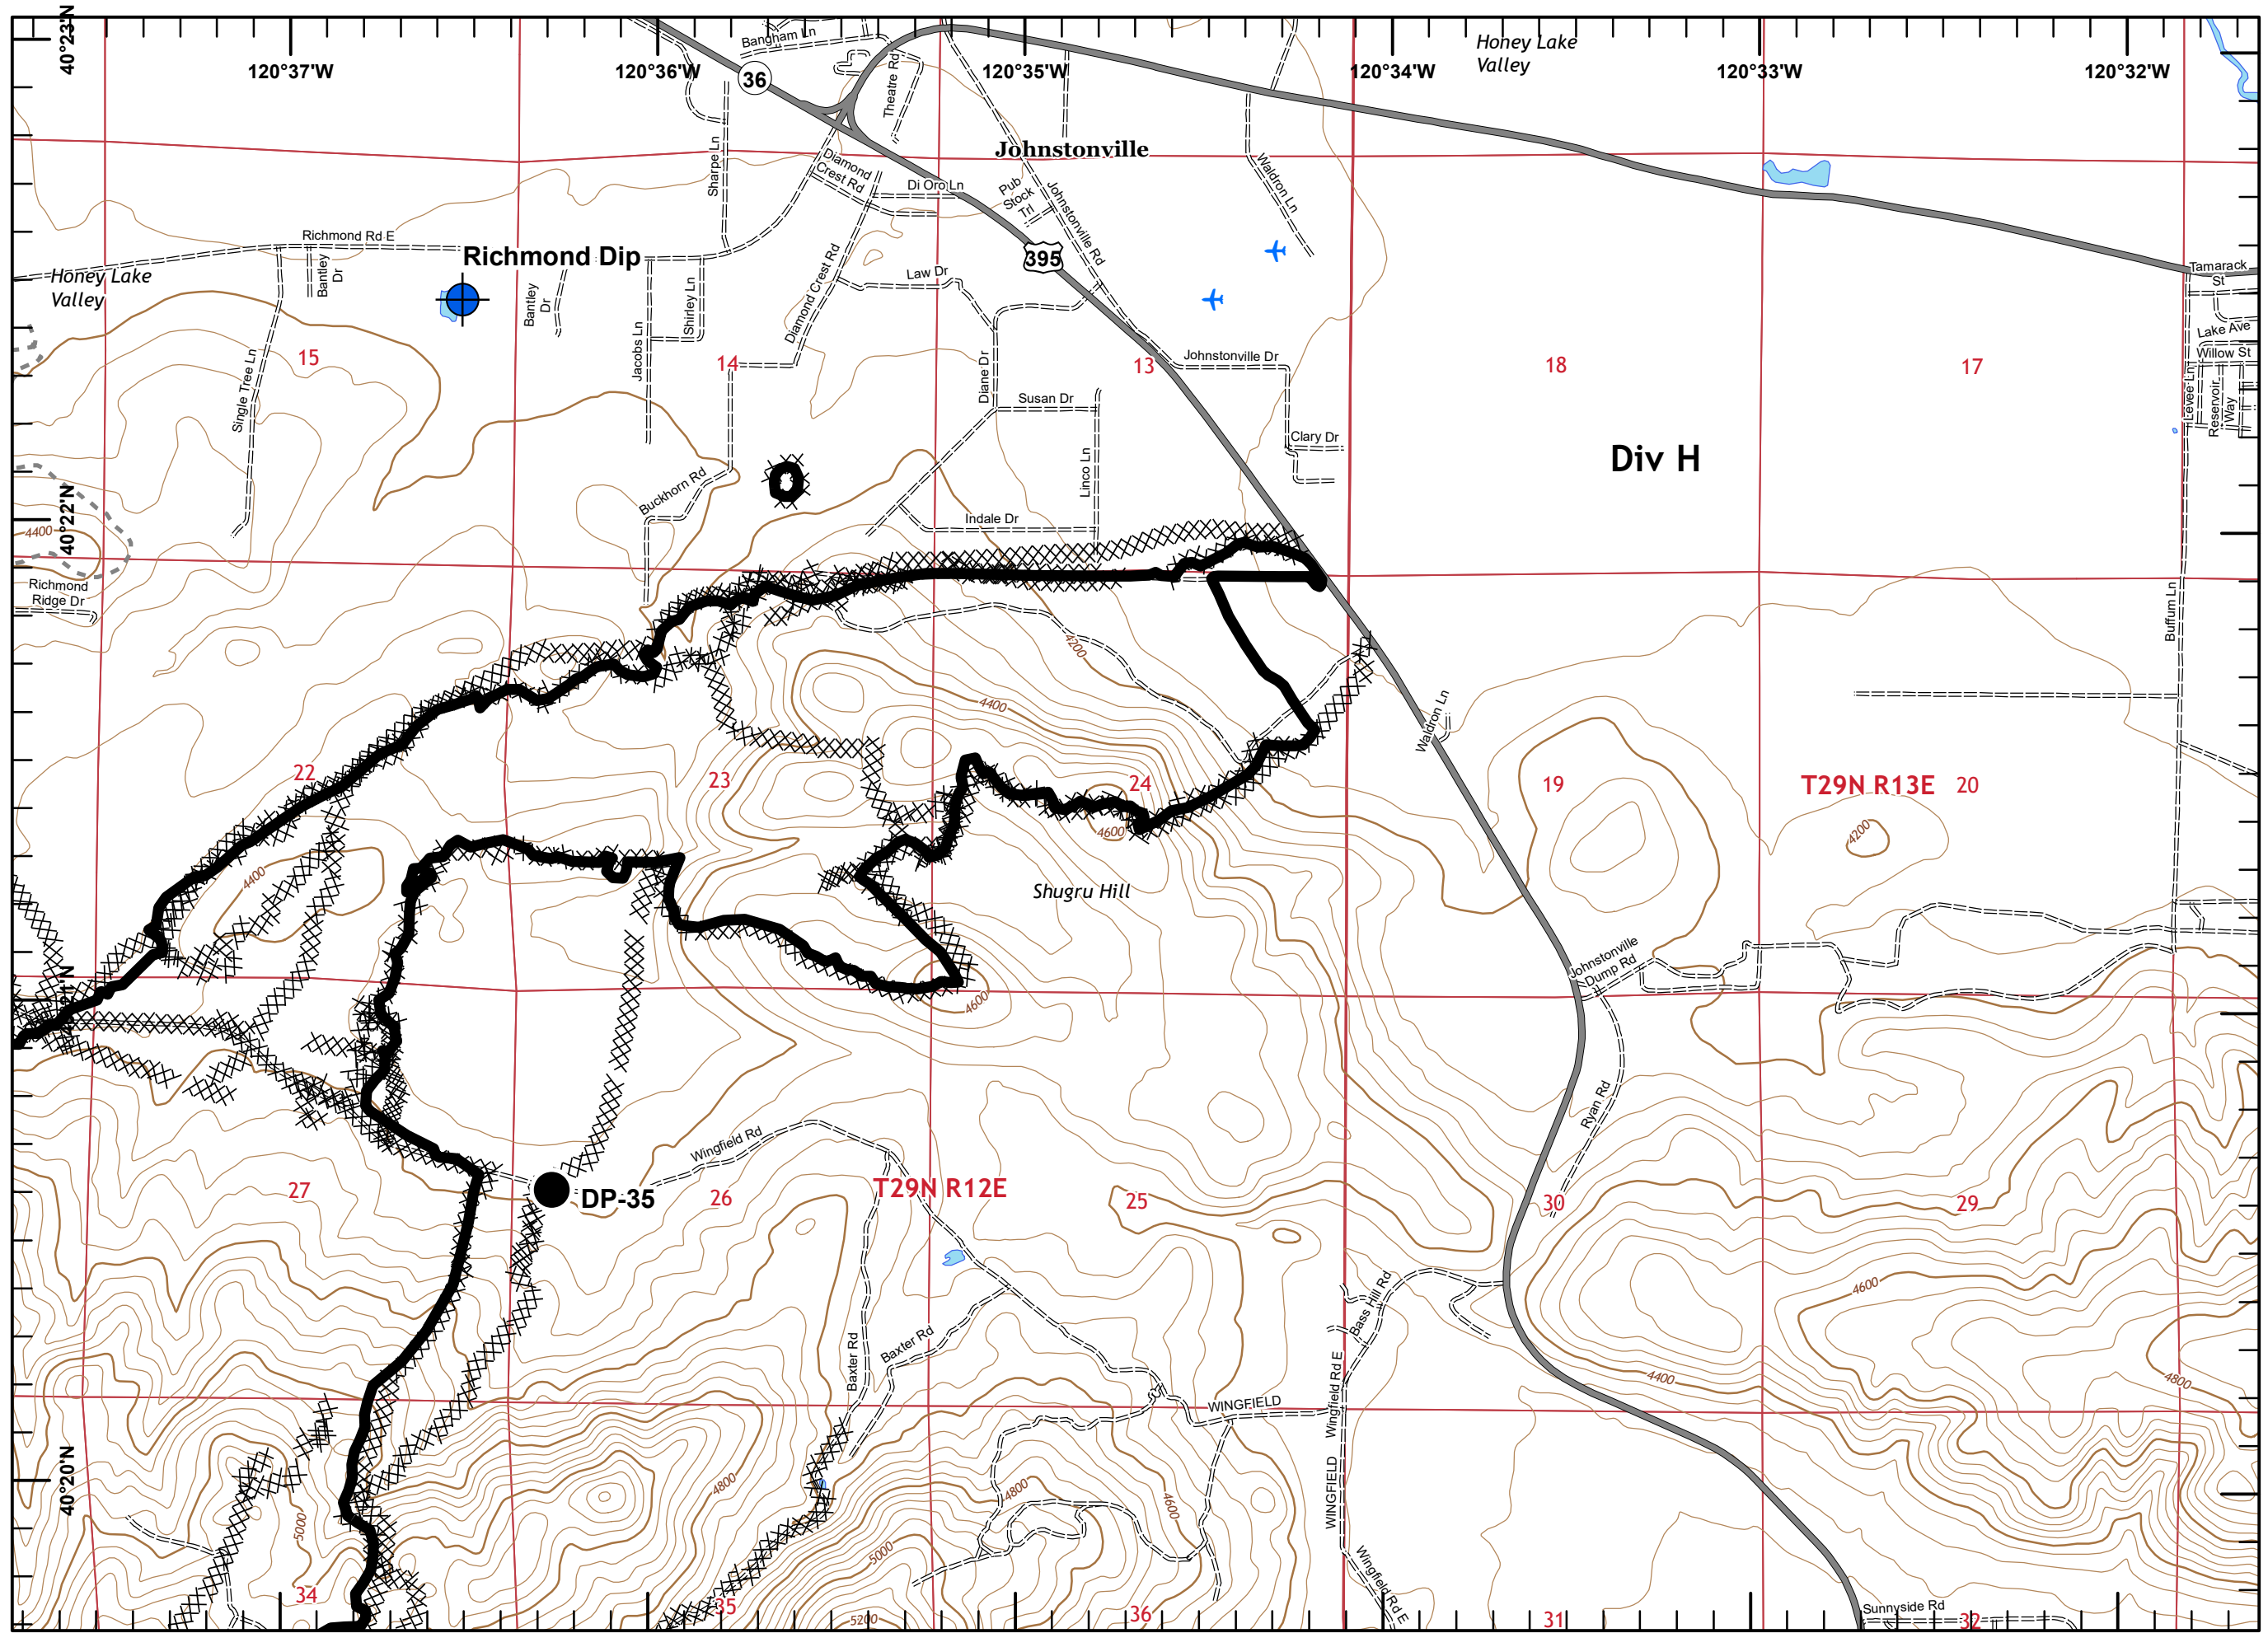 40°23'N
120°37'W
120°36'W
120°35'W
120°34'W
120°33'W
120°32'W
Honey Lake
Valley
Bangham Ln
36
Theatre Rd
Johnstonville
Sharpe Ln
Diamond
Crest Rd
Di Oro Ln
Pub
Stock
Trl
Johnstonville Rd
Waldron Ln
Richmond Rd E
Richmond Dip
395
Honey Lake
Valley
Bantley
Dr
Bantley
Dr
Shirley Ln
Jacobs Ln
Diamond Crest Rd
Law Dr
Tamarack
St
Lake Ave
Willow St
Levee Ln
Reservoir
Way
15
14
13
18
17
Single Tree Ln
Johnstonville Dr
Diane Dr
Susan Dr
Clary Dr
Div H
Linco Ln
Buckhorn Rd
Indale Dr
40°22'N
4400
Richmond
Ridge Dr
Buffum Ln
4200
4400
Waldron Ln
22
23
24
19
T29N R13E
20
4600
4200
4400
Shugru Hill
Johnstonville
Dump Rd
1'N
4600
Ryan Rd
Wingfield Rd
27
DP-35
26
T29N R12E
25
30
29
Bass Hill Rd
4600
Baxter Rd
Baxter Rd
Wingfield Rd E
4400
4800
WINGFIELD
40°20'N
4800
4800
4600
WINGFIELD
5000
5000
Wingfield Rd E
34
35
5200
36
31
Sunnyside Rd
32